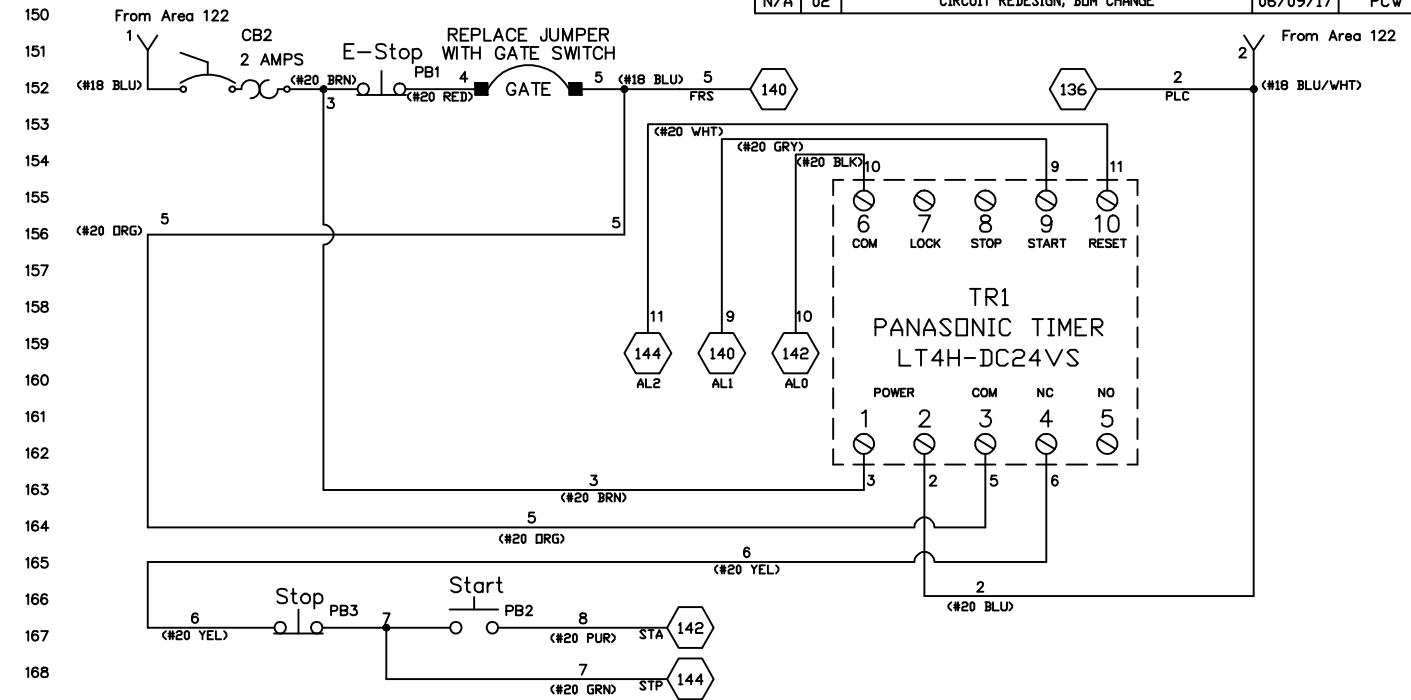 N/A 02 CIRCUIT REDESIGN, BOM CHANGE 06/09/17 PCW
150
From Area 122
1
CB2
2 AMPS
E-Stop
PB1
REPLACE JUMPER
WITH GATE SWITCH
From Area 122
2
151
152
(#18 BLU)
(#20 BRN)
3
(#20 RED)
4
GATE
5
(#18 BLU)
5
FRS
140
136
2
PLC
(#18 BLU/WHT)
153
(#20 WHT)
(#20 GRY)
154
(#20 BLK)
10
9
11
155
6
7
8
9
10
COM
LOCK
STOP
START
RESET
156
(#20 ORG)
5
5
157
158
TR1
PANASONIC TIMER
LT4H-DC24VS
11
9
10
159
144
140
142
160
AL2
AL1
AL0
POWER
COM
NC
NO
161
1
2
3
4
5
162
163
3
(#20 BRN)
3
2
5
6
164
5
(#20 ORG)
165
6
(#20 YEL)
166
2
(#20 BLU)
Stop
PB3
Start
PB2
167
6
(#20 YEL)
7
8
(#20 PUR)
STA
142
168
7
(#20 GRN)
STP
144